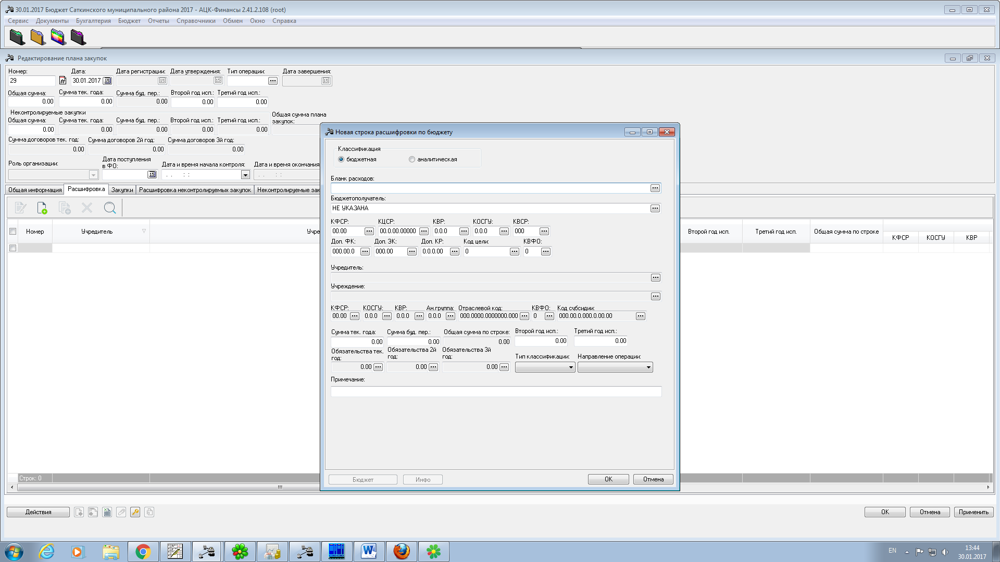 30.01.2017 Бюджет Саткинского муниципального района 2017 - АЦК-Финансы 2.41.2.108 (root)
Сервис Документы Бухгалтерия Бюджет Отчеты Справочники Обмен Окно Справка
Редактирование плана закупок
Номер: Дата: Дата регистрации: Дата утверждения: Тип операции: Дата завершения:
29 30.01.2017 15 15 15 15
Общая сумма: Сумма тек. года: Сумма буд. пер.: Второй год исп.: Третий год исп.:
0.00 0.00 0.00 0.00 0.00
Неконтролируемые закупки
Общая сумма: Сумма тек. года: Сумма буд. пер.: Второй год исп.: Третий год исп.:
0.00 0.00 0.00 0.00 0.00
Общая сумма плана
закупок:
Сумма договоров тек. год: Сумма договоров 2й год: Сумма договоров 3й год:
0.00 0.00 0.00
Роль организации:
Дата поступления
в ФО:
15
Дата и время начала контроля: Дата и время окончания
. . : : . . : :
Общая информация Расшифровка Закупки Расшифровка неконтролируемых закупок Неконтролируемые зак
Номер Учредитель Учре Второй год исп. Третий год исп. Общая сумма по строке
КФСР КОСГУ КВР
Строк: 0
Новая строка расшифровки по бюджету
Классификация
бюджетная аналитическая
Бланк расходов:
Бюджетополучатель:
НЕ УКАЗАНА
КФСР: КЦСР: КВР: КОСГУ: КВСР:
00.00 00.0.00.00000 0.0.0 0.0.0 000
Доп. ФК: Доп. ЭК: Доп. КР: Код цели: КВФО:
000.00.0 000.00 0.0.0.00 0 0
Учредитель:
Учреждение:
КФСР: КОСГУ: КВР: Ан.группа: Отраслевой код: КВФО: Код субсидии:
00.00 0.0.0 0.0.0 0.0.0 000.0000.0000000.000 0 000.00.0.000.0.00.00
Сумма тек. года: Сумма буд. пер.: Общая сумма по строке: Второй год исп.: Третий год исп.:
0.00 0.00 0.00 0.00 0.00
Обязательства тек.
год:
Обязательства 2й
год:
Обязательства 3й
год:
Тип классификации: Направление операции:
0.00 0.00 0.00
Примечание:
Бюджет Инфо OK Отмена
Действия OK Отмена Применить
EN
13:44
30.01.2017